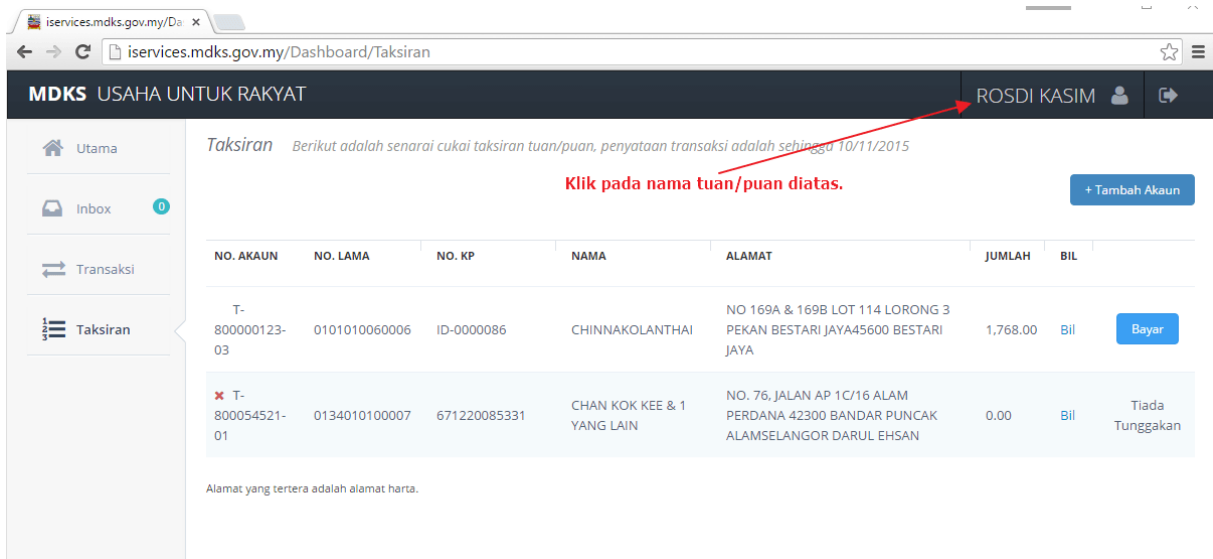 iservices.mdks.gov.my/Da
iservices.mdks.gov.my/Dashboard/Taksiran
MDKS USAHA UNTUK RAKYAT
ROSDI KASIM
Utama
Inbox 0
Transaksi
Taksiran
Taksiran Berikut adalah senarai cukai taksiran tuan/puan, penyataan transaksi adalah sehingga 10/11/2015
Klik pada nama tuan/puan diatas.
+ Tambah Akaun
NO. AKAUN NO. LAMA NO. KP NAMA ALAMAT JUMLAH BIL
T-
800000123-
03
0101010060006
ID-0000086
CHINNAKOLANTHAI
NO 169A & 169B LOT 114 LORONG 3
PEKAN BESTARI JAYA45600 BESTARI
JAYA
1,768.00
Bil
Bayar
T-
800054521-
01
0134010100007
671220085331
CHAN KOK KEE & 1
YANG LAIN
NO. 76, JALAN AP 1C/16 ALAM
PERDANA 42300 BANDAR PUNCAK
ALAMSELANGOR DARUL EHSAN
0.00
Bil
Tiada
Tunggakan
Alamat yang tertera adalah alamat harta.